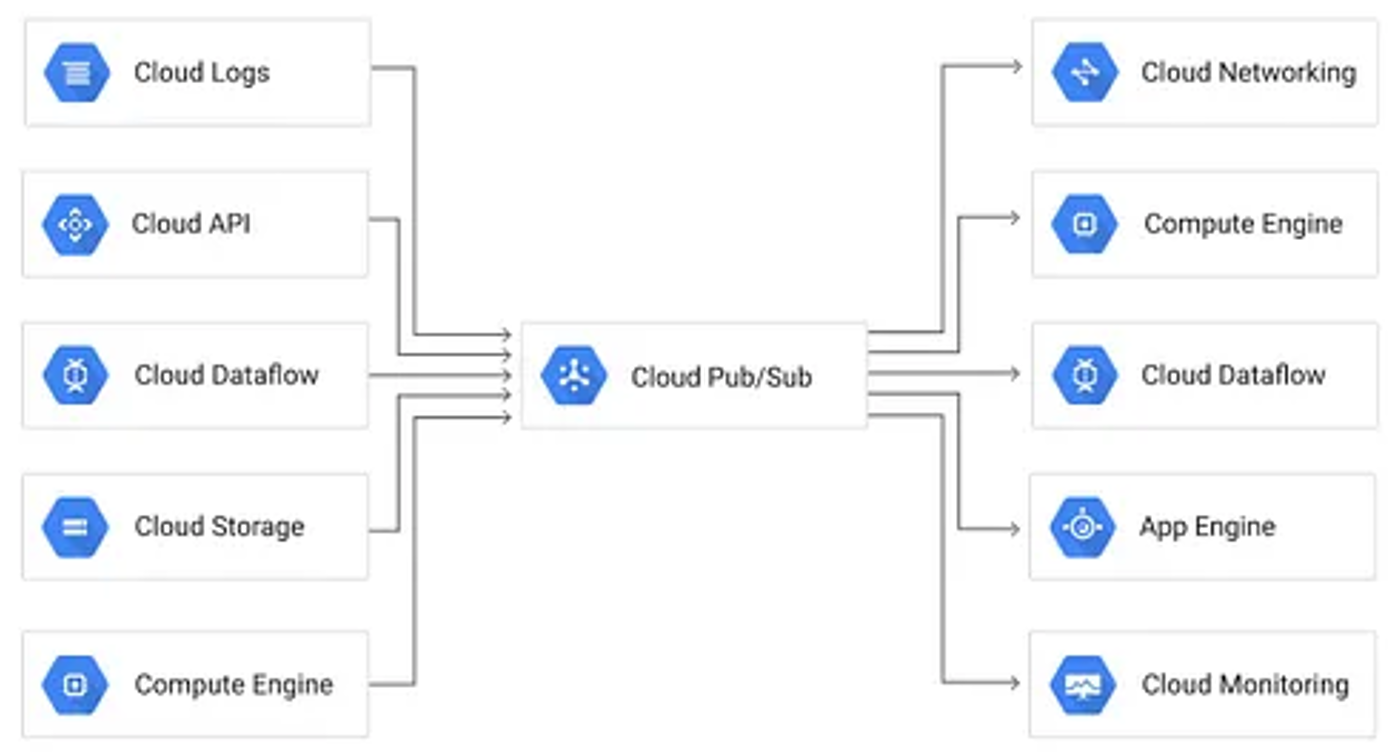 Cloud Logs
Cloud API
Cloud Dataflow
Cloud Storage
Compute Engine
Cloud Pub/Sub
Cloud Networking
Compute Engine
Cloud Dataflow
App Engine
Cloud Monitoring